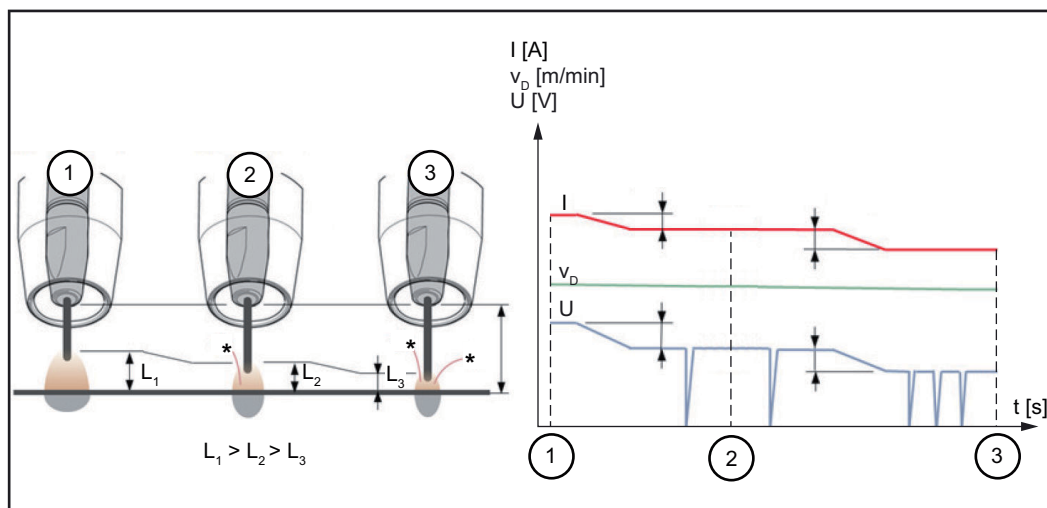 I [A]
v_D [m/min]
U [V]
1
2
3
I
v_D
U
*
*
*
L_1
L_2
L_3
t [s]
L_1 > L_2 > L_3
1
2
3